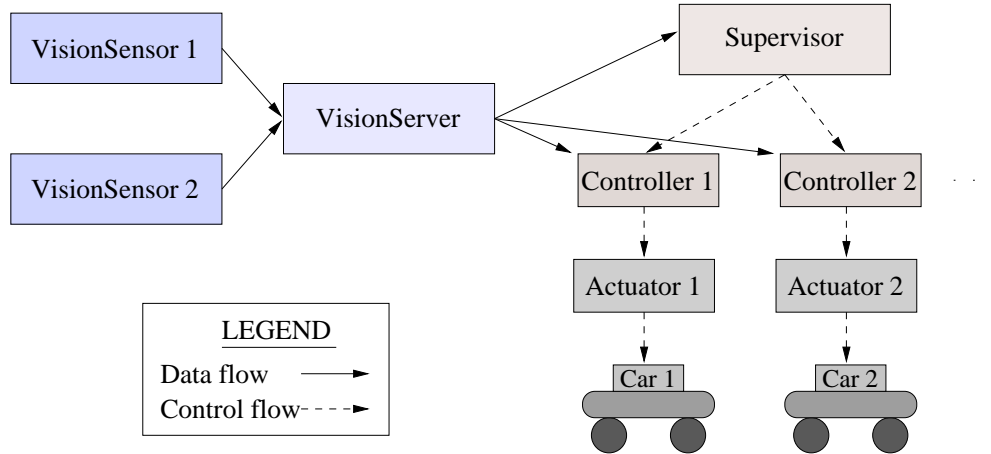 VisionSensor 1
Supervisor
VisionServer
VisionSensor 2
Controller 1
Controller 2
. .
Actuator 1
Actuator 2
LEGEND
Data flow
Control flow
Car 1
Car 2